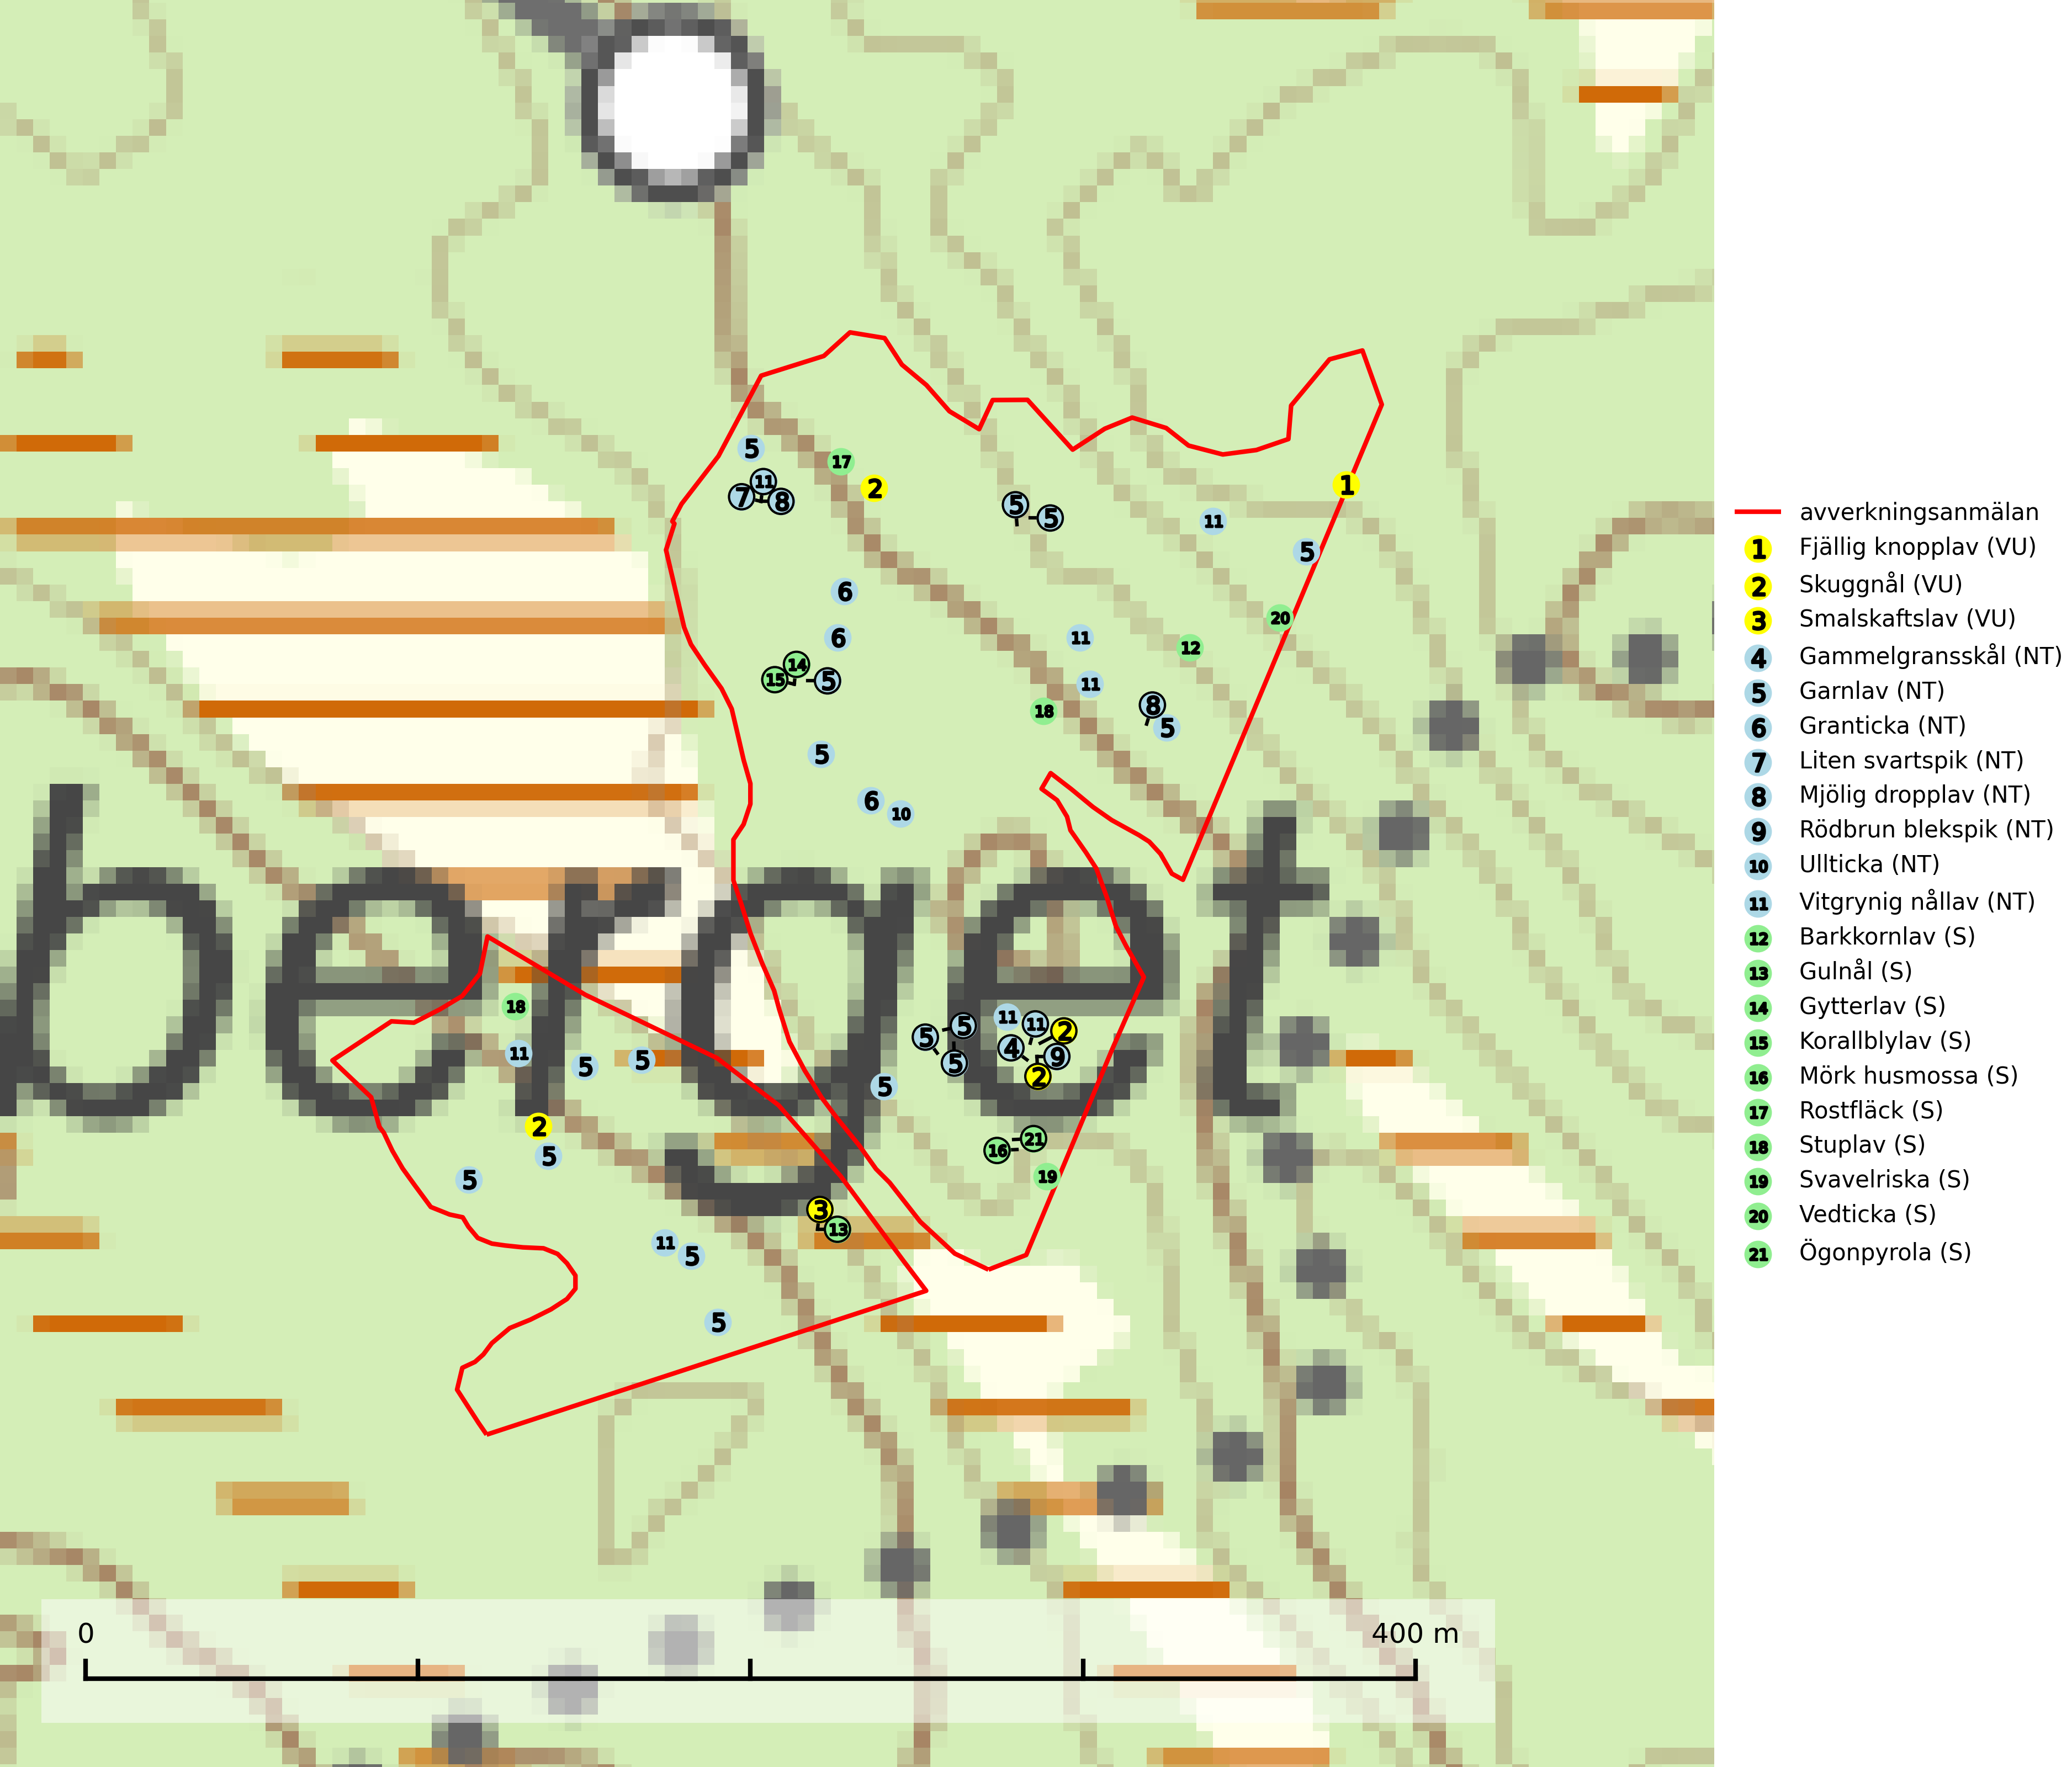 5
17
2
11
7
8
5
5
1
11
5
6
20
6
11
12
14
15
5
11
18
8
5
5
6
10
berget
18
11
5
5
5
5
5
5
11
11
2
4
9
2
2
5
5
16
21
19
3
13
11
5
5
0
400 m
avverkningsanmälan
1 Fjällig knopplav (VU)
2 Skuggnål (VU)
3 Smalskaftslav (VU)
4 Gammelgransskål (NT)
5 Garnlav (NT)
6 Granticka (NT)
7 Liten svartspik (NT)
8 Mjölig dropplav (NT)
9 Rödbrun blekspik (NT)
10 Ullticka (NT)
11 Vitgrynig nållav (NT)
12 Barkkornlav (S)
13 Gulnål (S)
14 Gytterlav (S)
15 Korallblylav (S)
16 Mörk husmossa (S)
17 Rostfläck (S)
18 Stuplav (S)
19 Svavelriska (S)
20 Vedticka (S)
21 Ögonpyrola (S)